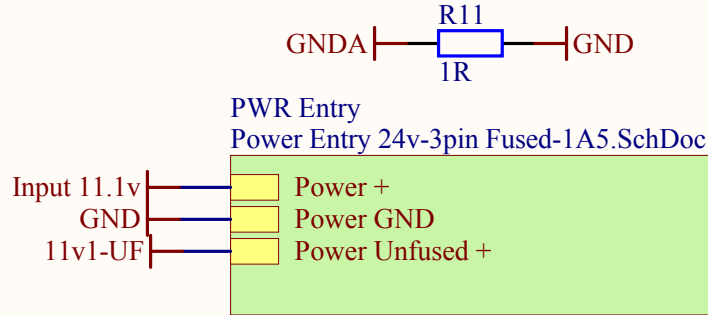 R11
GNDA GND
1R
PWR Entry
Power Entry 24v-3pin Fused-1A5.SchDoc
Input 11.1v Power +
GND Power GND
11v1-UF Power Unfused +